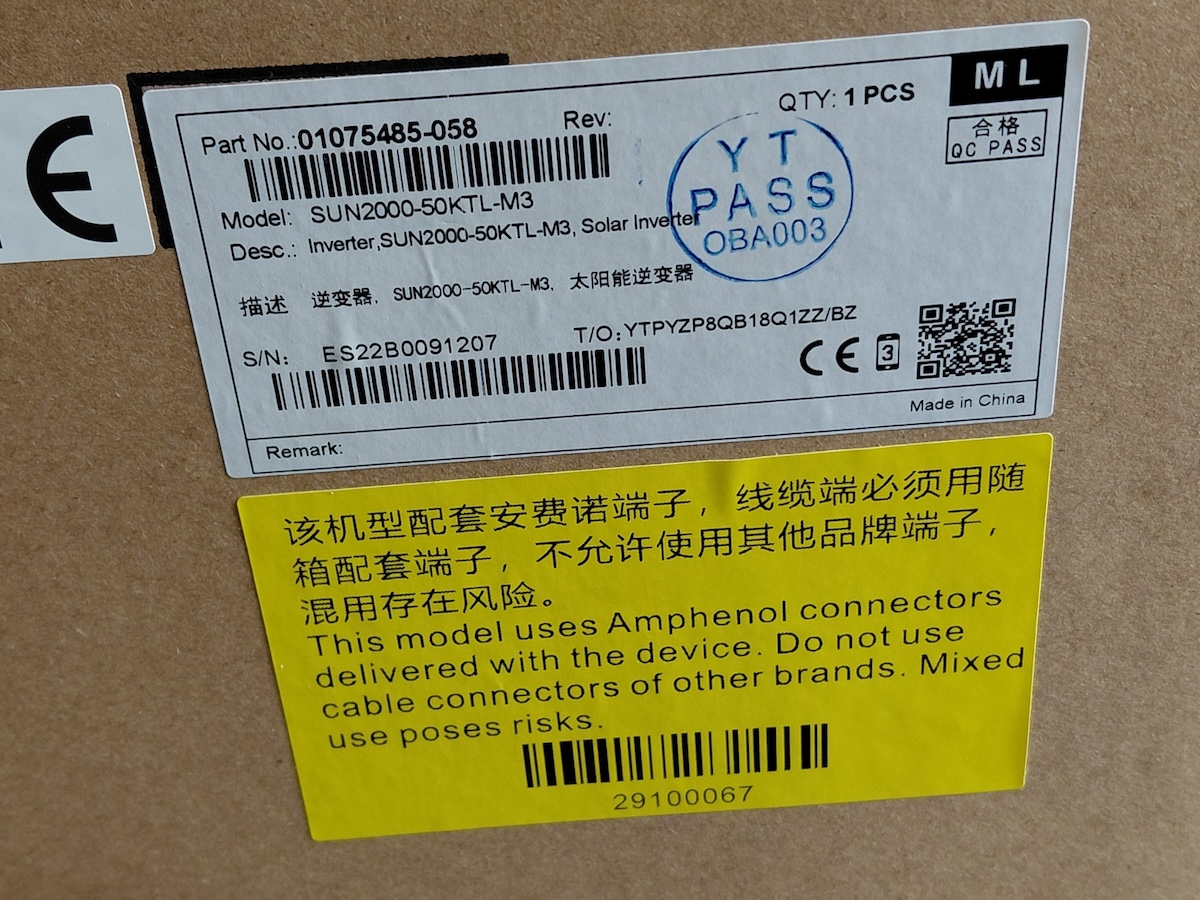 CE
M L
QTY: 1 PCS
Part No.:01075485-058 Rev:
合格
QC PASS
Y T
PASS
OBA003
Model: SUN2000-50KTL-M3
Desc.: Inverter,SUN2000-50KTL-M3, Solar Inverter
描述 逆变器, SUN2000-50KTL-M3, 太阳能逆变器
S/N: ES22B0091207 T/O:YTPYZP8QB18Q1ZZ/BZ
CE 3
Made in China
Remark:
该机型配套安费诺端子，线缆端必须用随
箱配套端子，不允许使用其他品牌端子，
混用存在风险。
This model uses Amphenol connectors
delivered with the device. Do not use
cable connectors of other brands. Mixed
use poses risks.
29100067